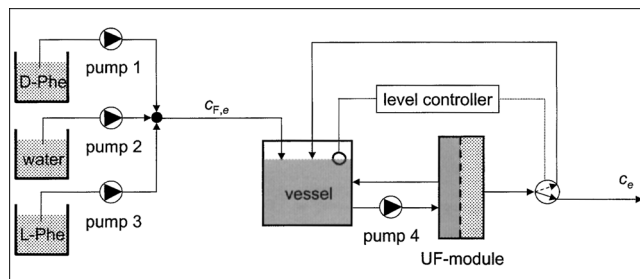 D-Phe
pump 1
c_F,e
level controller
water
pump 2
vessel
c_e
L-Phe
pump 3
pump 4
UF-module